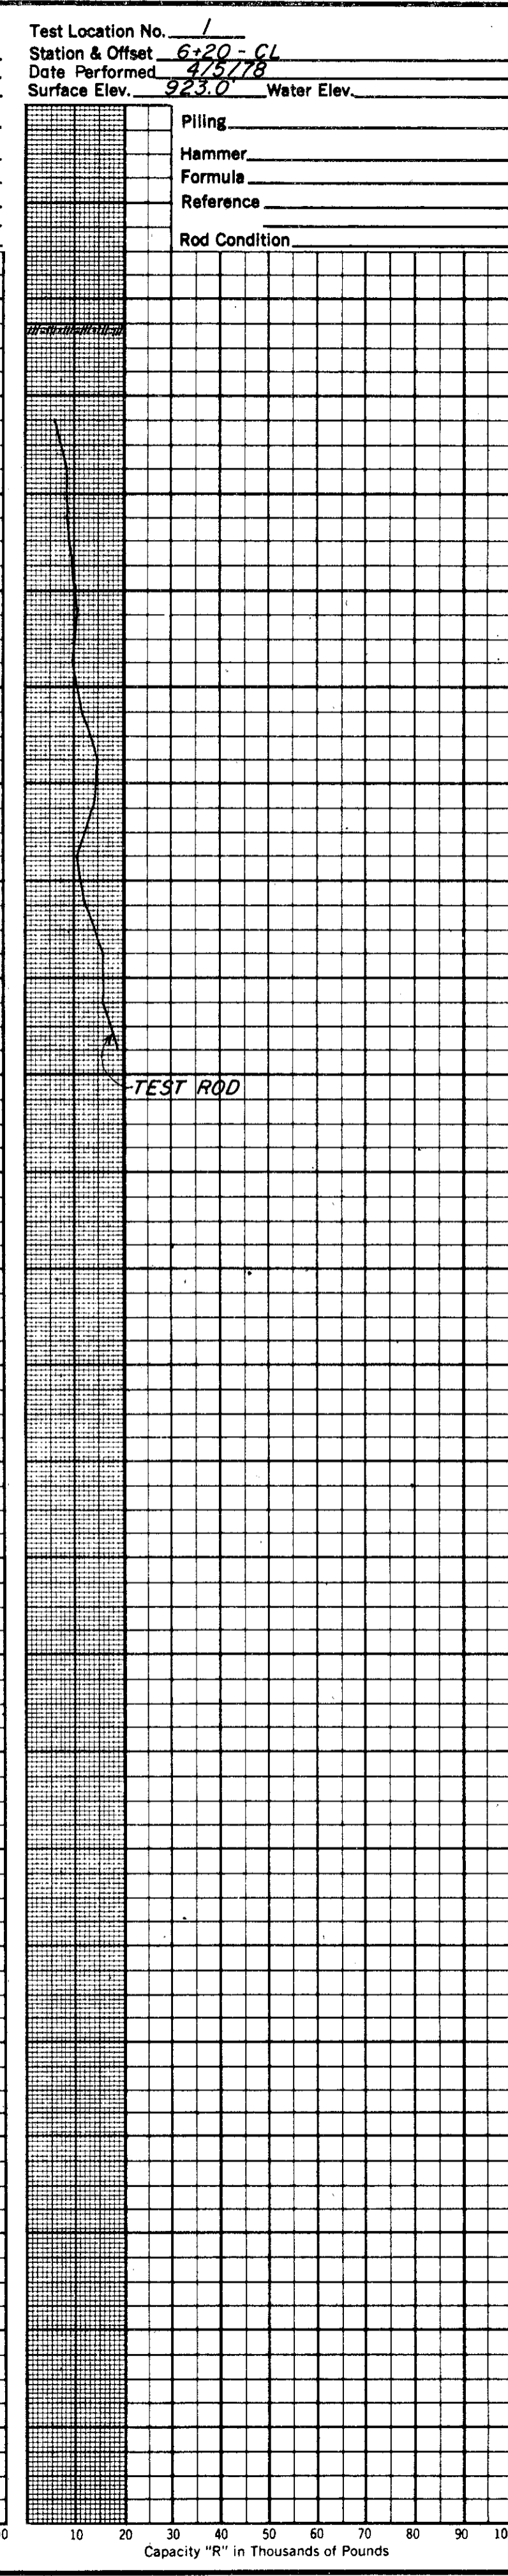 Test Location No. 1
Station & Offset 6+20 - CL
Date Performed 4/5/78
Surface Elev. 923.0' Water Elev.
Piling
Hammer
Formula
Reference
Rod Condition
TEST ROD
10 20 30 40 50 60 70 80 90
Capacity "R" in Thousands of Pounds